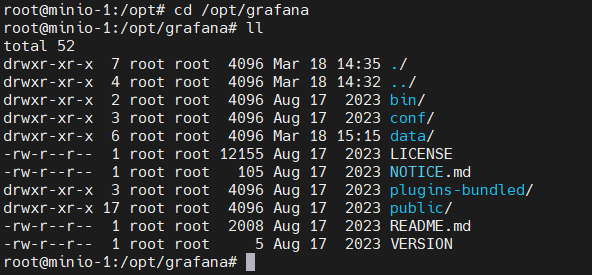 root@minio-1:/opt# cd /opt/grafana
root@minio-1:/opt/grafana# ll
total 52
drwxr-xr-x  7 root root  4096 Mar 18 14:35 ./
drwxr-xr-x  4 root root  4096 Mar 18 14:32 ../
drwxr-xr-x  2 root root  4096 Aug 17  2023 bin/
drwxr-xr-x  3 root root  4096 Aug 17  2023 conf/
drwxr-xr-x  6 root root  4096 Mar 18 15:15 data/
-rw-r--r--  1 root root 12155 Aug 17  2023 LICENSE
-rw-r--r--  1 root root   105 Aug 17  2023 NOTICE.md
drwxr-xr-x  3 root root  4096 Aug 17  2023 plugins-bundled/
drwxr-xr-x 17 root root  4096 Aug 17  2023 public/
-rw-r--r--  1 root root  2008 Aug 17  2023 README.md
-rw-r--r--  1 root root     5 Aug 17  2023 VERSION
root@minio-1:/opt/grafana#